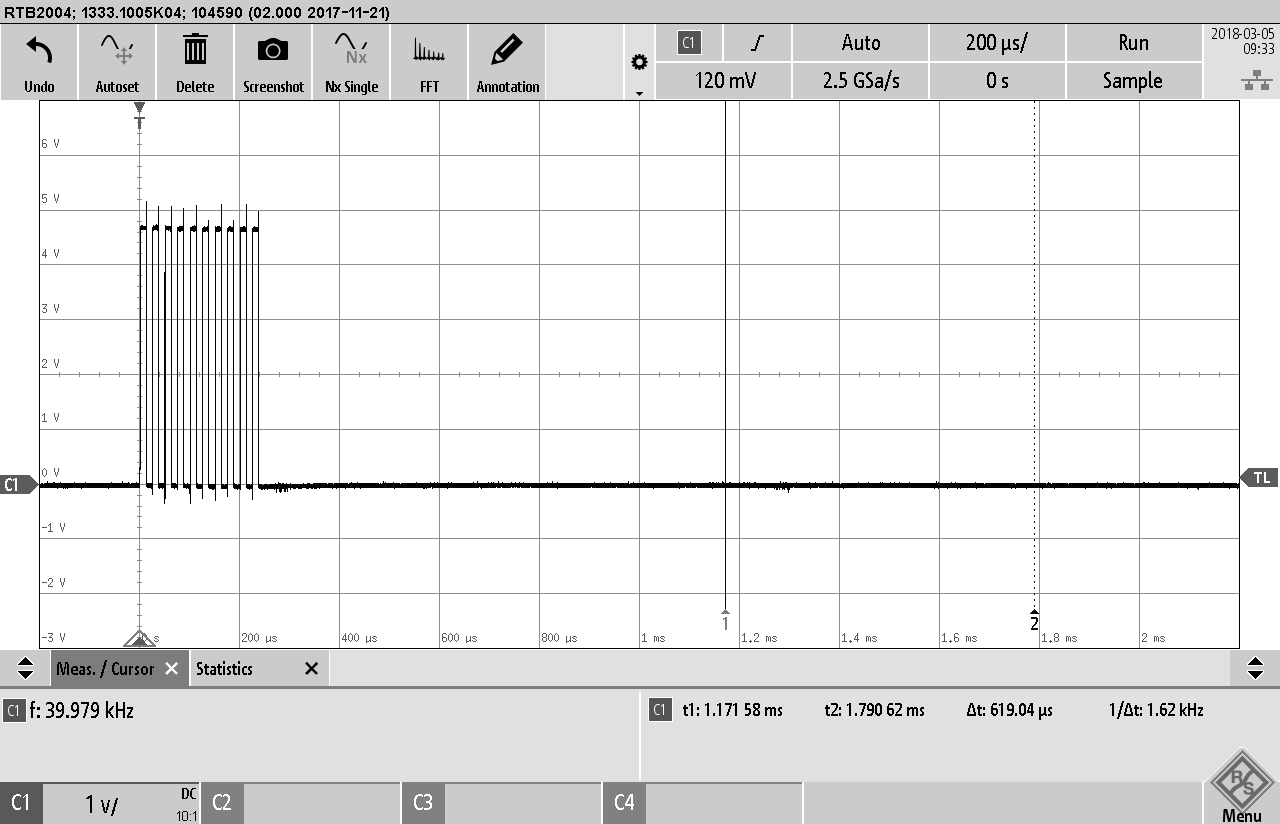 RTB2004; 1333.1005K04; 104590 (02.000 2017-11-21)
Undo Autoset Delete Screenshot Nx Single FFT Annotation
Nx
C1 Auto 200 µs/ Run
120 mV 2.5 GSa/s 0 s Sample
2018-03-05
09:33
T
6 V
5 V
4 V
3 V
2 V
1 V
0 V
C1 TL
-1 V
-2 V
1 2
-3 V 0 s 200 µs 400 µs 600 µs 800 µs 1 ms 1.2 ms 1.4 ms 1.6 ms 1.8 ms 2 ms
Meas. / Cursor Statistics
C1 f: 39.979 kHz C1 t1: 1.171 58 ms t2: 1.790 62 ms Δt: 619.04 µs 1/Δt: 1.62 kHz
C1 1 V/ DC 10:1 C2 C3 C4
R S
Menu